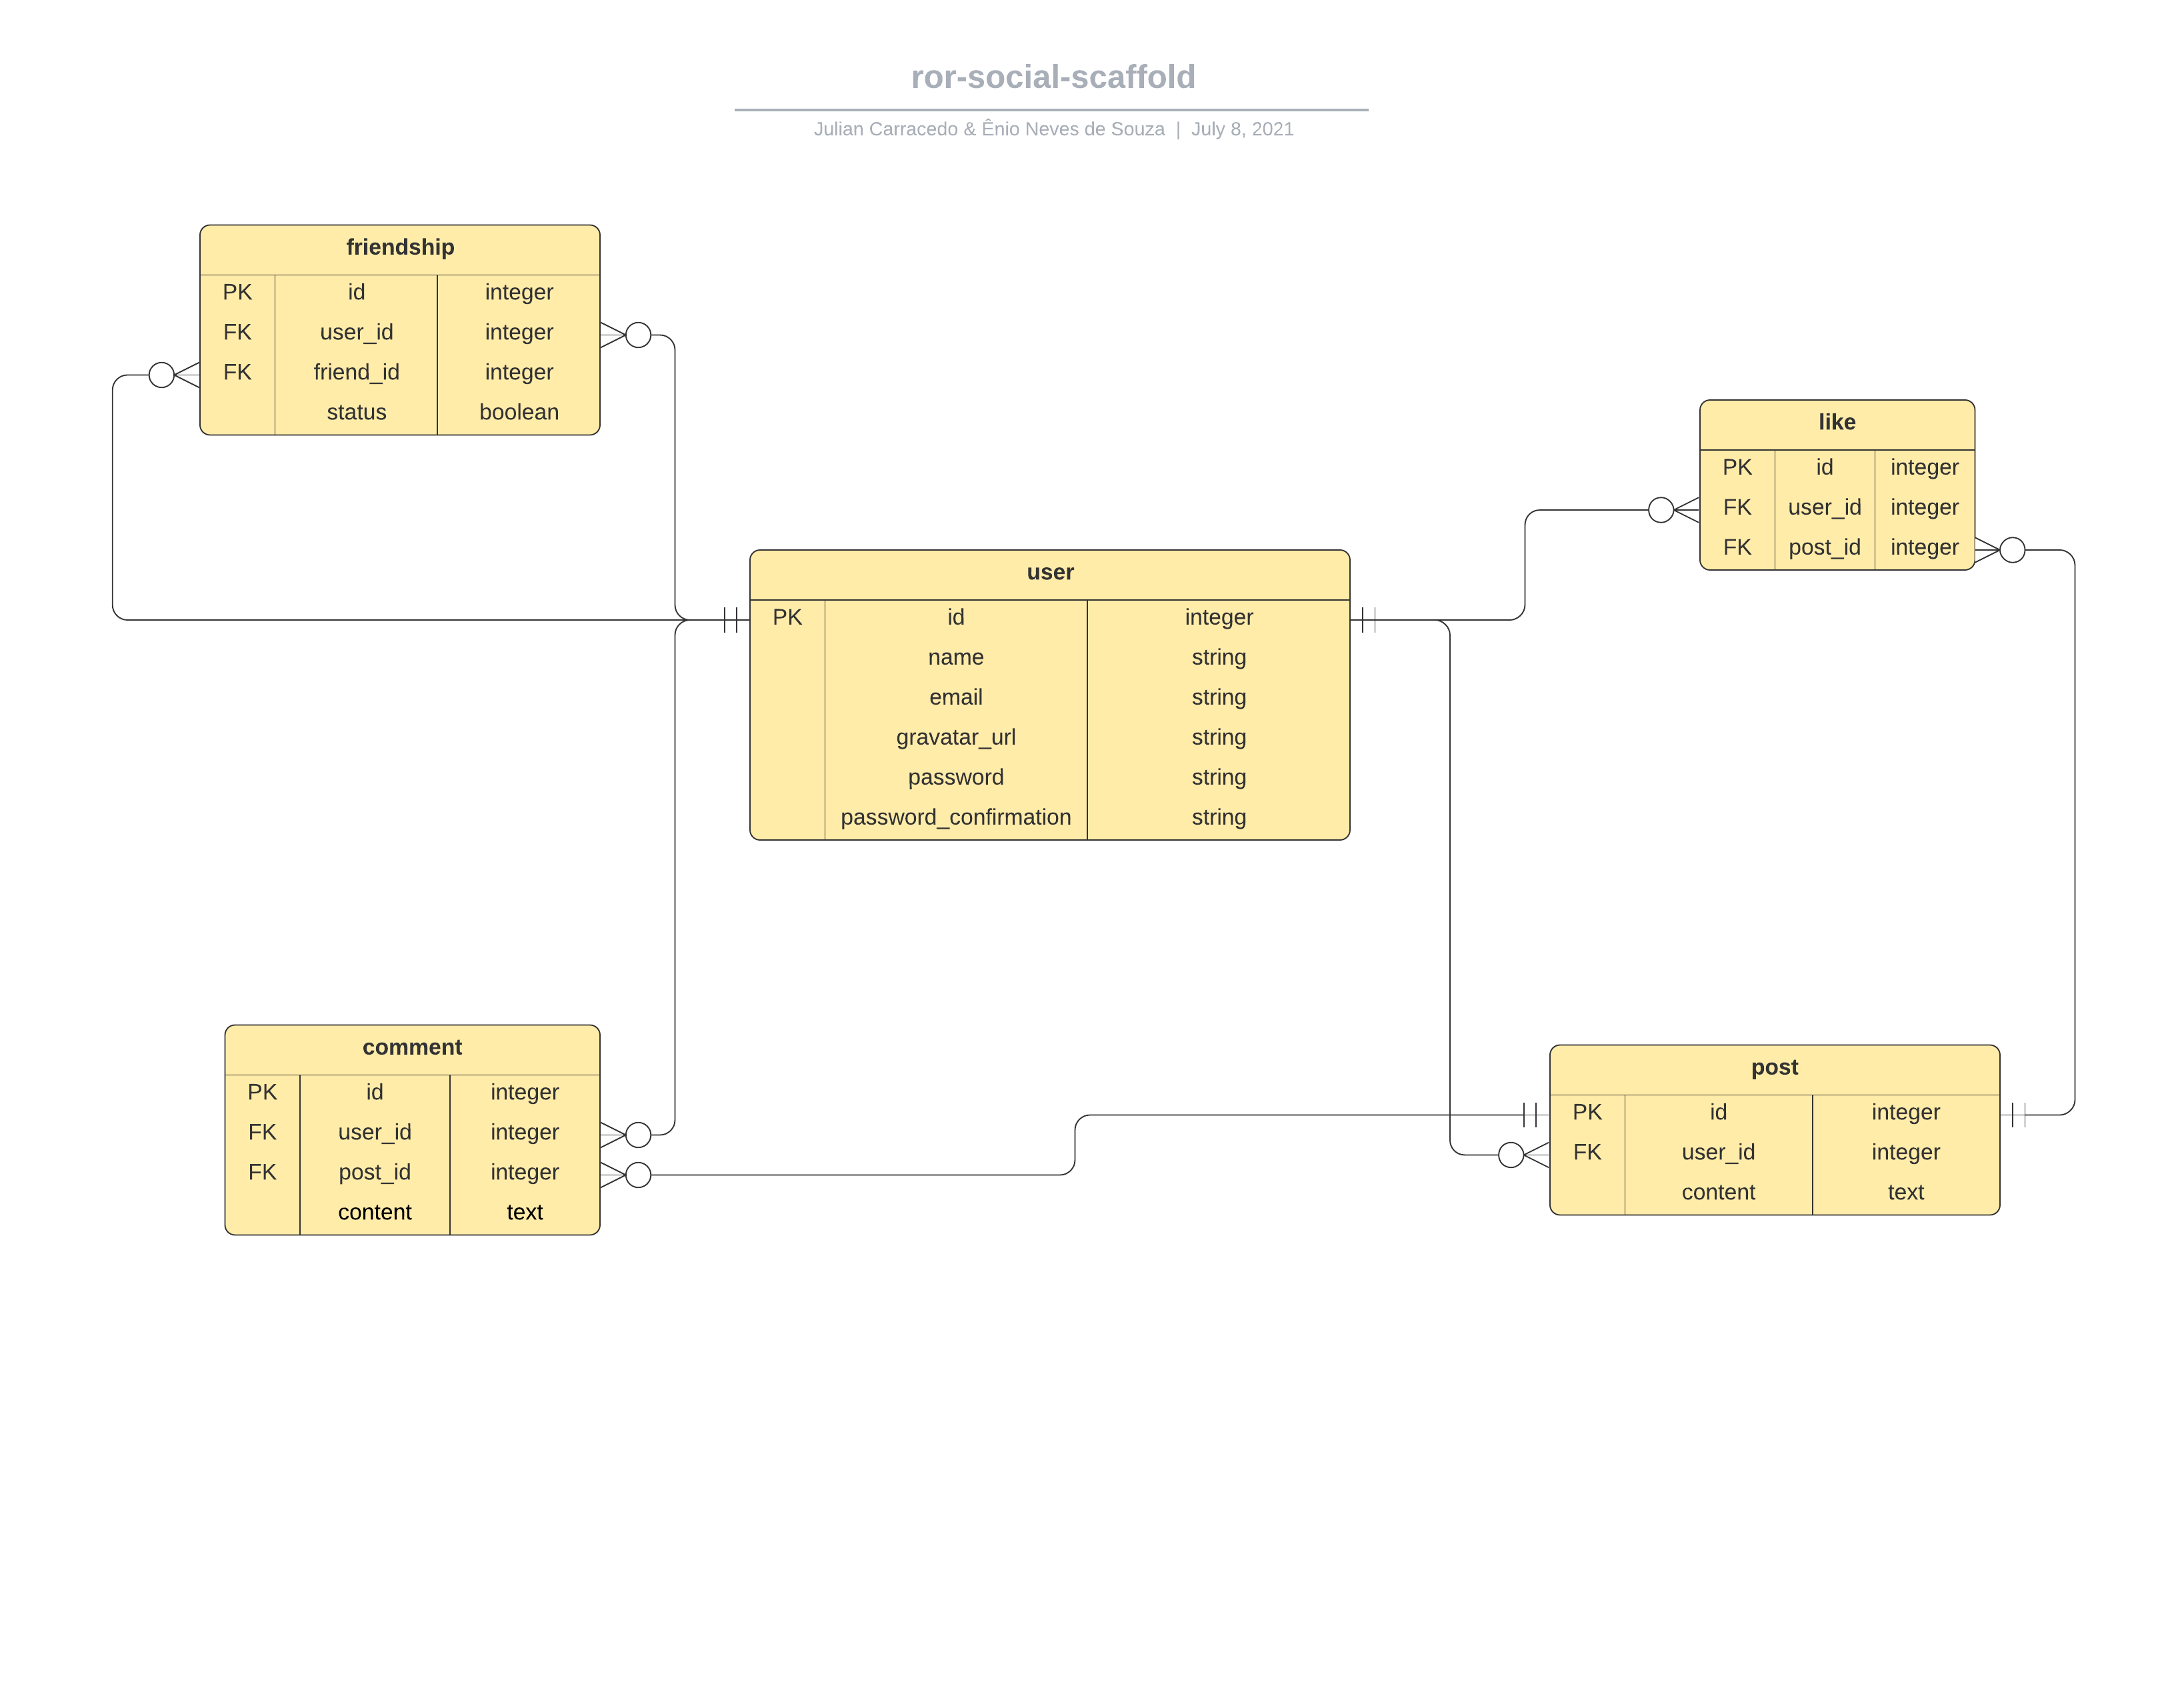 ror-social-scaffold
Julian Carracedo & Ênio Neves de Souza | July 8, 2021
friendship
PK id integer
FK user_id integer
FK friend_id integer
status boolean
like
PK id integer
FK user_id integer
FK post_id integer
user
PK id integer
name string
email string
gravatar_url string
password string
password_confirmation string
comment
PK id integer
FK user_id integer
FK post_id integer
content text
post
PK id integer
FK user_id integer
content text